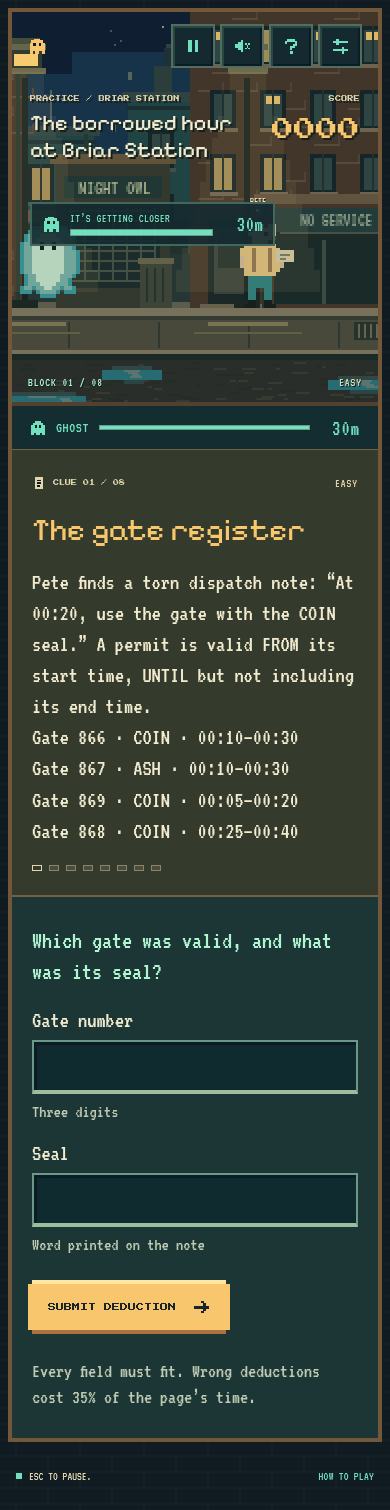 PRACTICE / BRIAR STATION
The borrowed hour
at Briar Station
SCORE
0000
NIGHT OWL
PETE
IT'S GETTING CLOSER
30m
NO SERVICE
BLOCK 01 / 08
EASY
GHOST
30m
CLUE 01 / 08
EASY
The gate register
Pete finds a torn dispatch note: “At
00:20, use the gate with the COIN
seal.” A permit is valid FROM its
start time, UNTIL but not including
its end time.
Gate 866 · COIN · 00:10–00:30
Gate 867 · ASH · 00:10–00:30
Gate 869 · COIN · 00:05–00:20
Gate 868 · COIN · 00:25–00:40
Which gate was valid, and what
was its seal?
Gate number
Three digits
Seal
Word printed on the note
SUBMIT DEDUCTION →
Every field must fit. Wrong deductions
cost 35% of the page’s time.
ESC TO PAUSE.
HOW TO PLAY